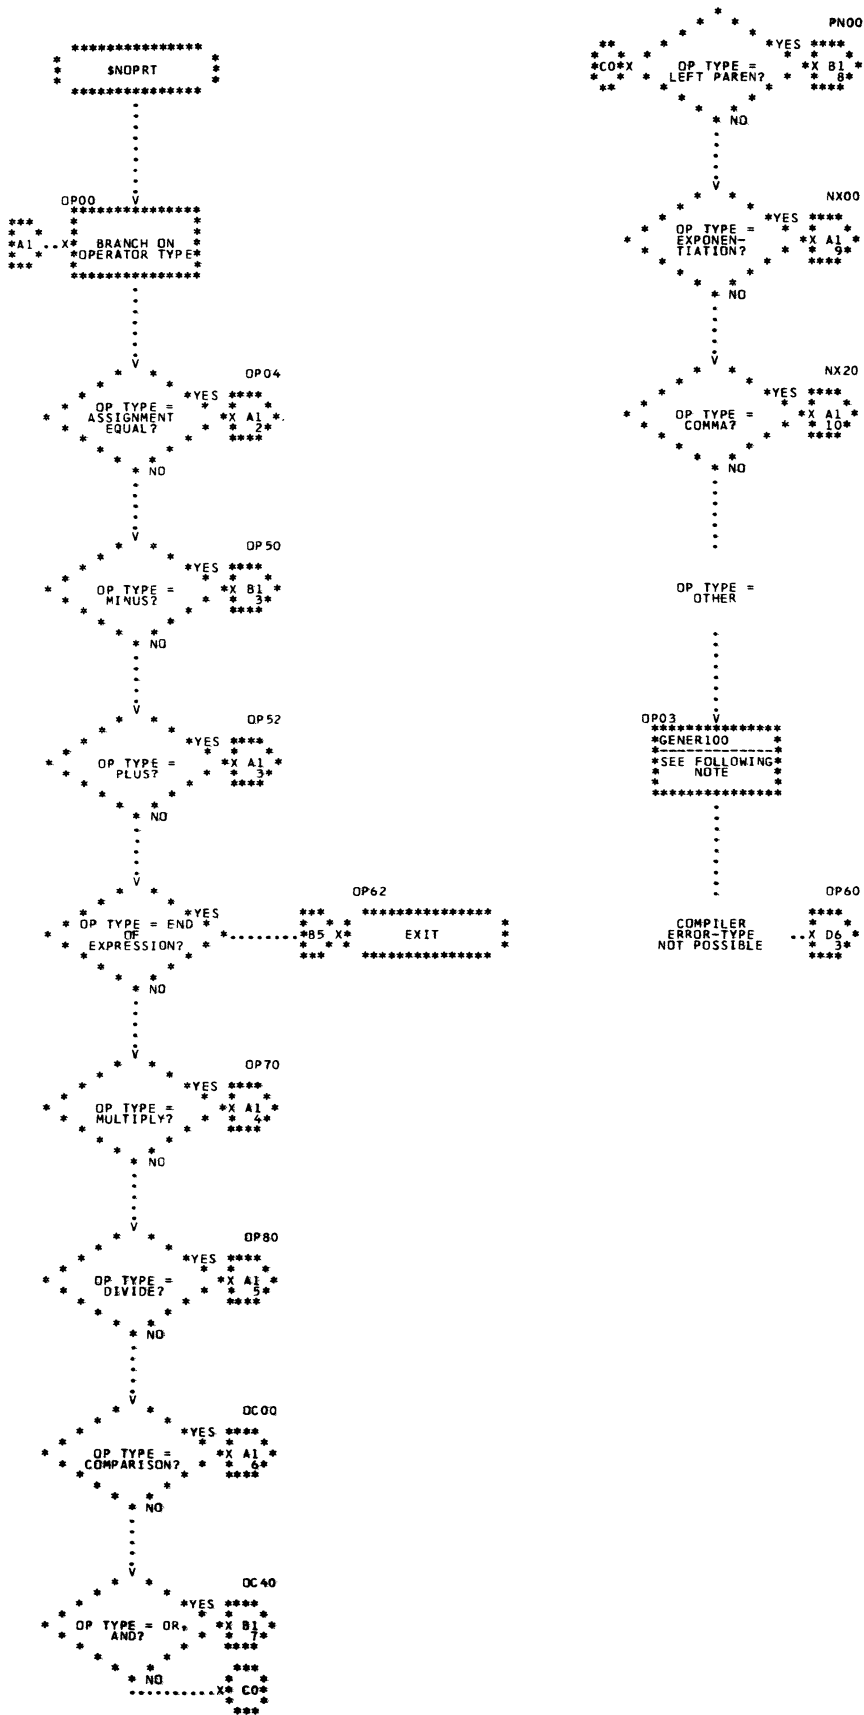 $NOPRT
OP00
A1
BRANCH ON
OPERATOR TYPE
OP04
YES
OP TYPE =
ASSIGNMENT
EQUAL?
X A1
2
NO
OP50
YES
OP TYPE =
MINUS?
X B1
3
NO
OP52
YES
OP TYPE =
PLUS?
X A1
3
NO
OP62
YES
OP TYPE = END
OF
EXPRESSION?
B5 X
EXIT
NO
OP70
YES
OP TYPE =
MULTIPLY?
X A1
4
NO
OP80
YES
OP TYPE =
DIVIDE?
X A1
5
NO
OC00
YES
OP TYPE =
COMPARISON?
X A1
6
NO
OC40
YES
OP TYPE = OR,
AND?
X B1
7
NO
X C0
PN00
YES
C0 X
OP TYPE =
LEFT PAREN?
X B1
8
NO
NX00
YES
OP TYPE =
EXPONEN-
TIATION?
X A1
9
NO
NX20
YES
OP TYPE =
COMMA?
X A1
10
NO
OP TYPE =
OTHER
OP03
GENER100
SEE FOLLOWING
NOTE
OP60
COMPILER
ERROR-TYPE
NOT POSSIBLE
X D6
3